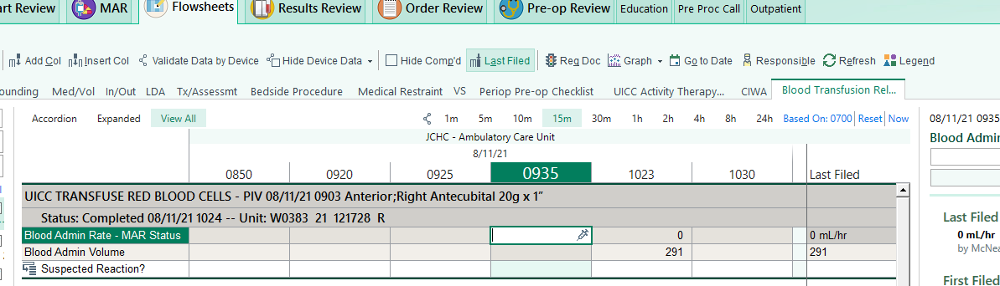 art Review MAR Flowsheets Results Review Order Review Pre-op Review Education Pre Proc Call Outpatient
Add Col Insert Col Validate Data by Device Hide Device Data Hide Comp'd Last Filed Reg Doc Graph Go to Date Responsible Refresh Legend
ounding Med/Vol In/Out LDA Tx/Assessmt Bedside Procedure Medical Restraint VS Periop Pre-op Checklist UICC Activity Therapy... CIWA Blood Transfusion Rel...
Accordion Expanded View All 1m 5m 10m 15m 30m 1h 2h 4h 8h 24h Based On: 0700 Reset Now
JCHC - Ambulatory Care Unit
8/11/21
0850 0920 0925 0935 1023 1030 Last Filed
UICC TRANSFUSE RED BLOOD CELLS - PIV 08/11/21 0903 Anterior;Right Antecubital 20g x 1"
Status: Completed 08/11/21 1024 -- Unit: W0383 21 121728 R
Blood Admin Rate - MAR Status 0 0 mL/hr
Blood Admin Volume 291 291
Suspected Reaction?
08/11/21 0935
Blood Admin
Last Filed
0 mL/hr
by McNea
First Filed